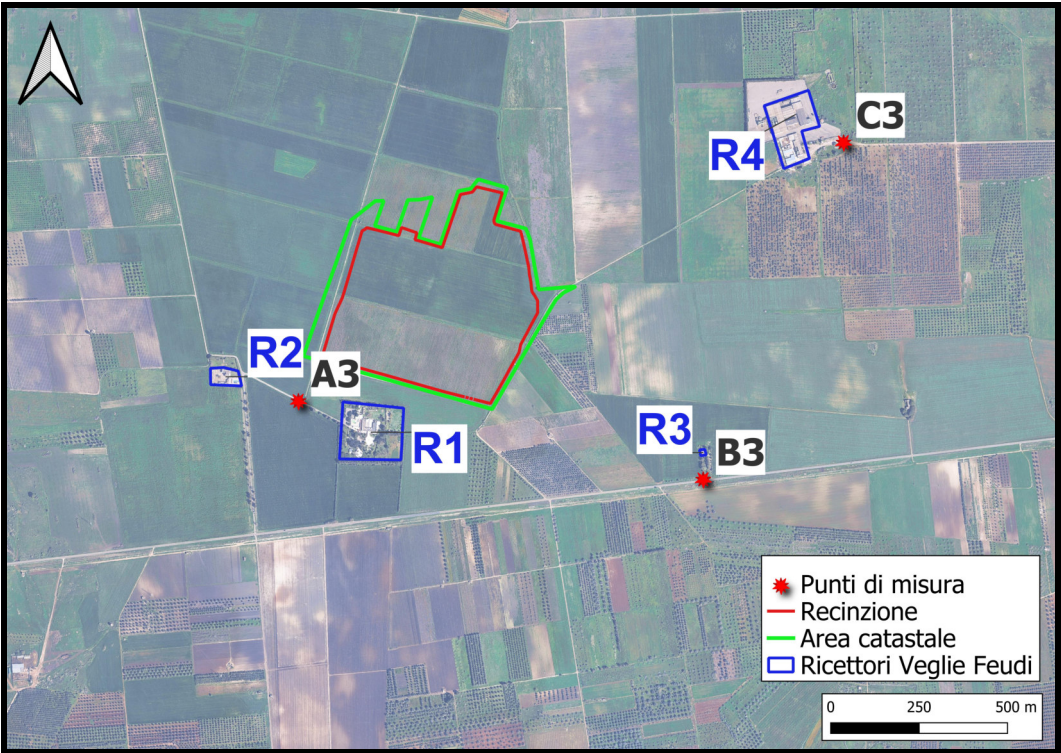 C3
R4
R2
A3
R1
R3
B3
Punti di misura
Recinzione
Area catastale
Ricettori Veglie Feudi
0 250 500 m